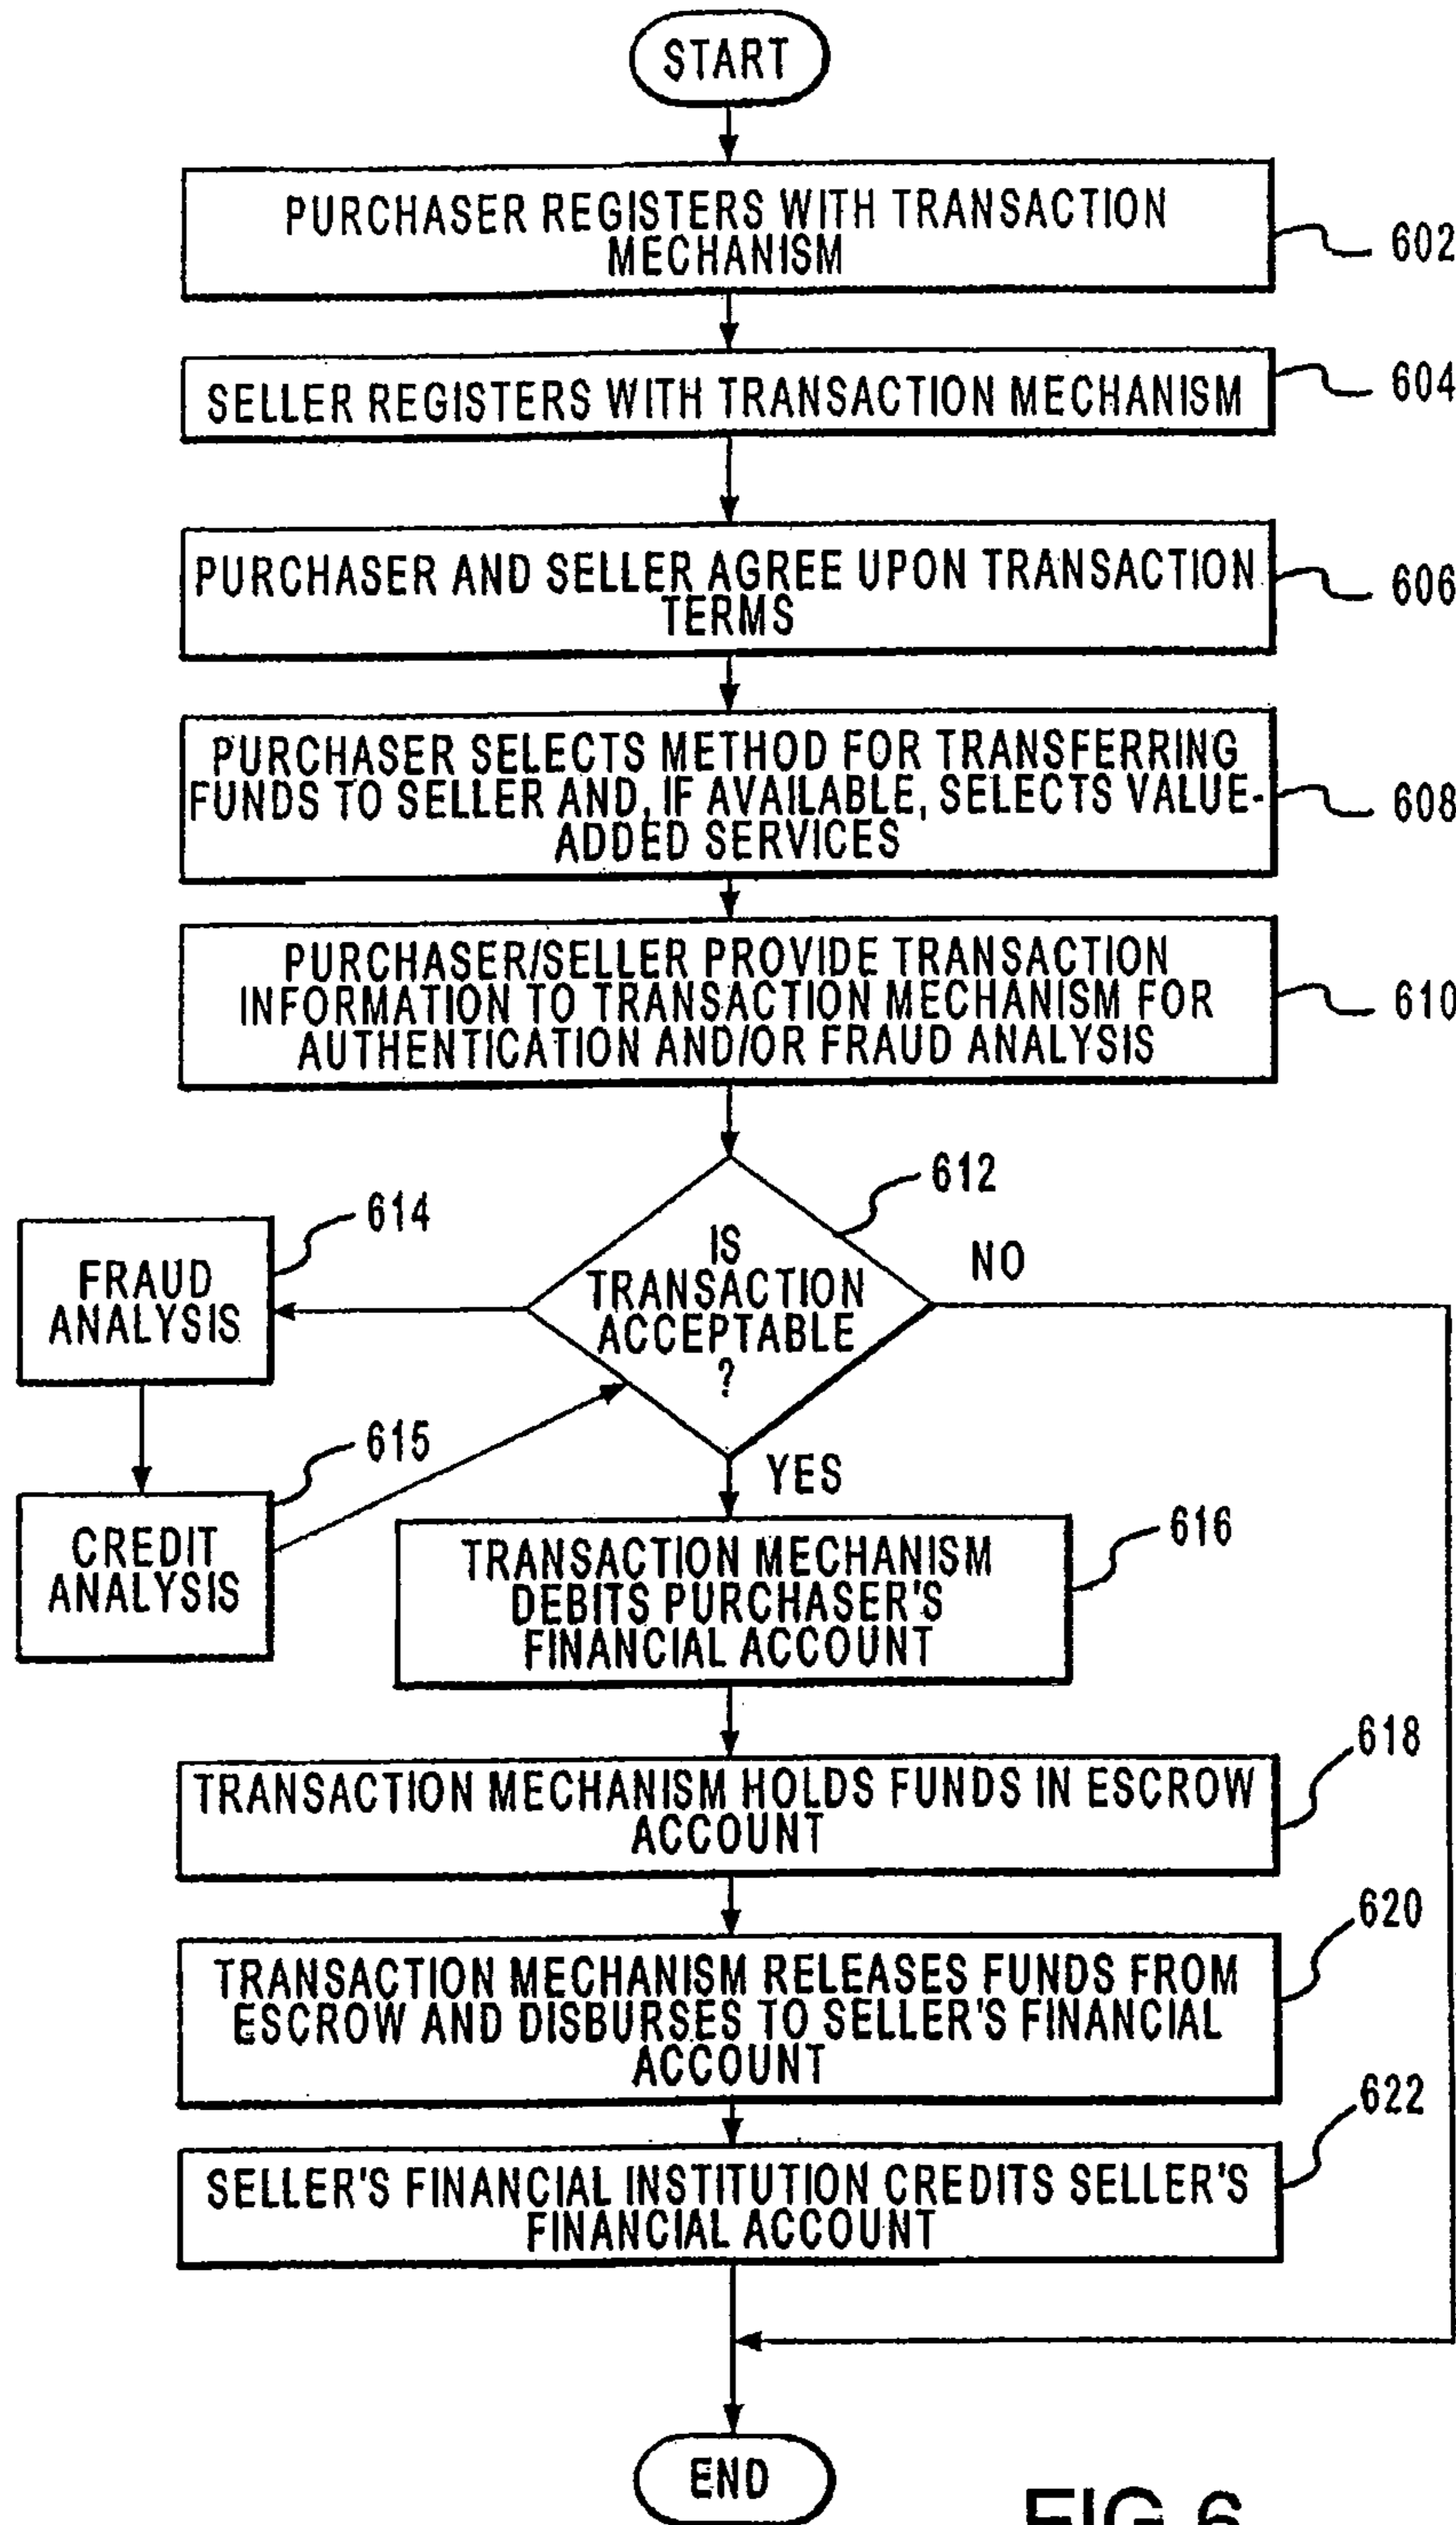 START
PURCHASER REGISTERS WITH TRANSACTION
MECHANISM
602
SELLER REGISTERS WITH TRANSACTION MECHANISM
604
PURCHASER AND SELLER AGREE UPON TRANSACTION
TERMS
606
PURCHASER SELECTS METHOD FOR TRANSFERRING
FUNDS TO SELLER AND, IF AVAILABLE, SELECTS VALUE-
ADDED SERVICES
608
PURCHASER/SELLER PROVIDE TRANSACTION
INFORMATION TO TRANSACTION MECHANISM FOR
AUTHENTICATION AND/OR FRAUD ANALYSIS
610
612
IS
TRANSACTION
ACCEPTABLE
?
NO
614
FRAUD
ANALYSIS
615
CREDIT
ANALYSIS
YES
616
TRANSACTION MECHANISM
DEBITS PURCHASER'S
FINANCIAL ACCOUNT
618
TRANSACTION MECHANISM HOLDS FUNDS IN ESCROW
ACCOUNT
620
TRANSACTION MECHANISM RELEASES FUNDS FROM
ESCROW AND DISBURSES TO SELLER'S FINANCIAL
ACCOUNT
622
SELLER'S FINANCIAL INSTITUTION CREDITS SELLER'S
FINANCIAL ACCOUNT
END
FIG.6